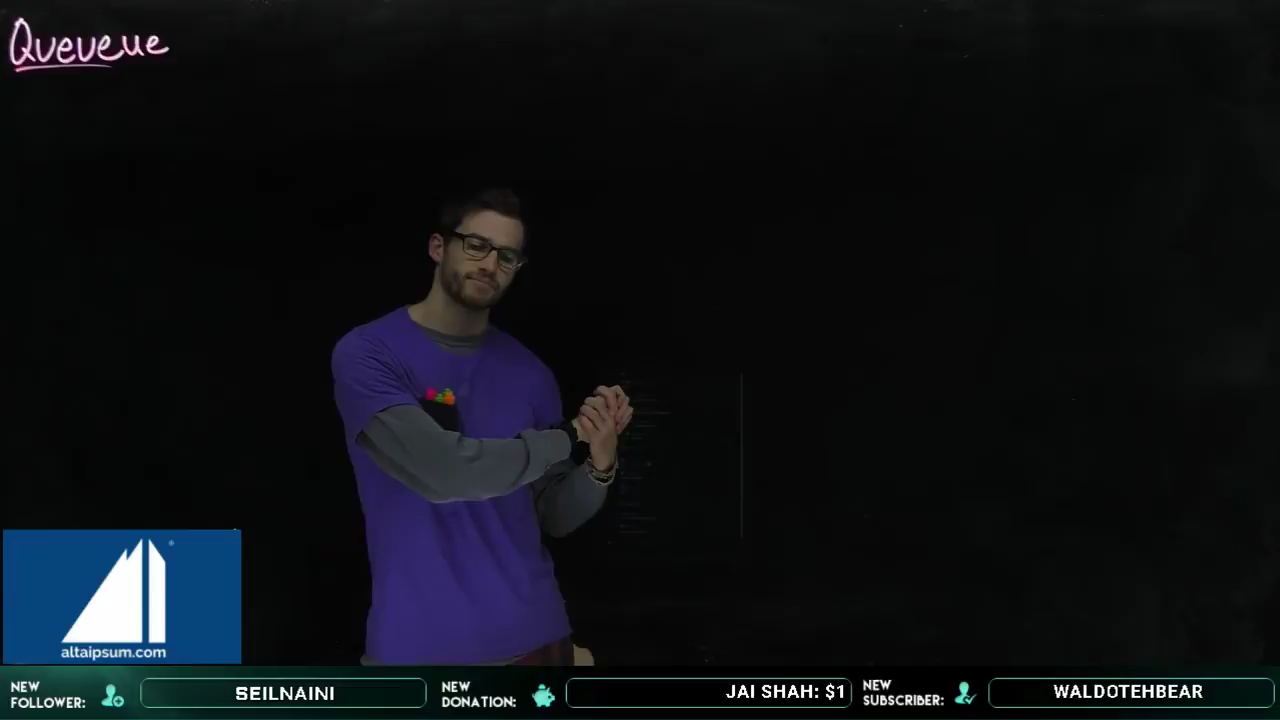 Queueue
altaipsum.com
NEW FOLLOWER:
SEILNAINI
NEW DONATION:
JAI SHAH: $1
NEW SUBSCRIBER:
WALDOTEHBEAR